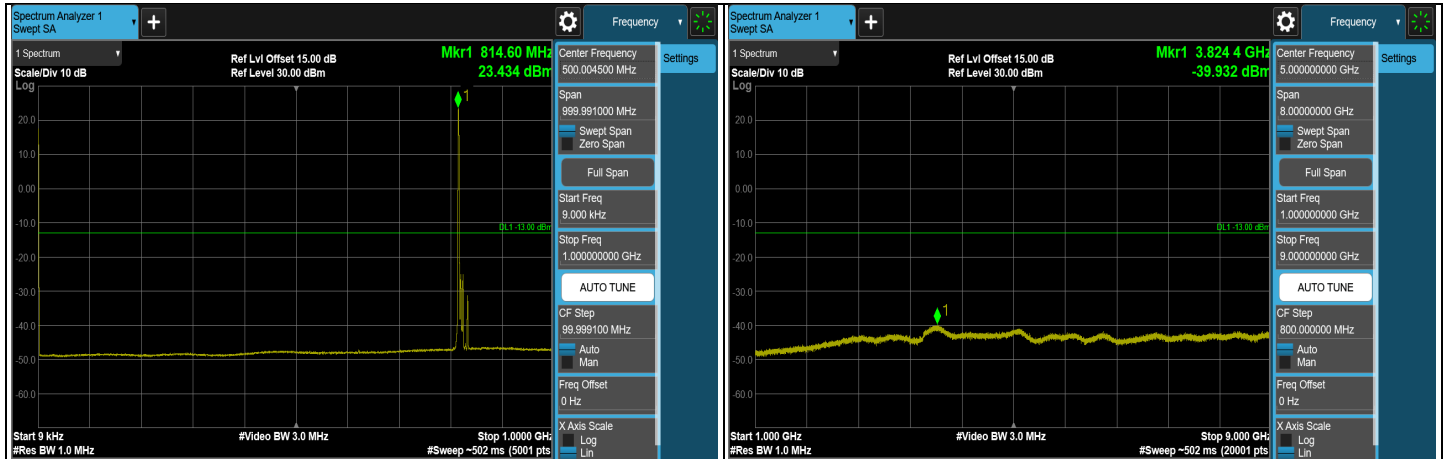 Spectrum Analyzer 1
Swept SA
+
Frequency
1 Spectrum
Scale/Div 10 dB
Log
Ref Lvl Offset 15.00 dB
Ref Level 30.00 dBm
Mkr1 814.60 MHz
23.434 dBm
1
20.0
10.0
0.00
-10.0
-20.0
-30.0
-40.0
-50.0
-60.0
DL1 -13.00 dBm
Start 9 kHz
#Res BW 1.0 MHz
#Video BW 3.0 MHz
Stop 1.0000 GHz
#Sweep ~502 ms (5001 pts
Center Frequency
500.004500 MHz
Settings
Span
999.991000 MHz
Swept Span
Zero Span
Full Span
Start Freq
9.000 kHz
Stop Freq
1.000000000 GHz
AUTO TUNE
CF Step
99.999100 MHz
Auto
Man
Freq Offset
0 Hz
X Axis Scale
Log
Lin
Spectrum Analyzer 1
Swept SA
+
Frequency
1 Spectrum
Scale/Div 10 dB
Log
Ref Lvl Offset 15.00 dB
Ref Level 30.00 dBm
Mkr1 3.824 4 GHz
-39.932 dBm
1
20.0
10.0
0.00
-10.0
-20.0
-30.0
-40.0
-50.0
-60.0
DL1 -13.00 dBm
Start 1.000 GHz
#Res BW 1.0 MHz
#Video BW 3.0 MHz
Stop 9.000 GHz
#Sweep ~502 ms (20001 pts
Center Frequency
5.000000000 GHz
Settings
Span
8.00000000 GHz
Swept Span
Zero Span
Full Span
Start Freq
1.000000000 GHz
Stop Freq
9.000000000 GHz
AUTO TUNE
CF Step
800.000000 MHz
Auto
Man
Freq Offset
0 Hz
X Axis Scale
Log
Lin